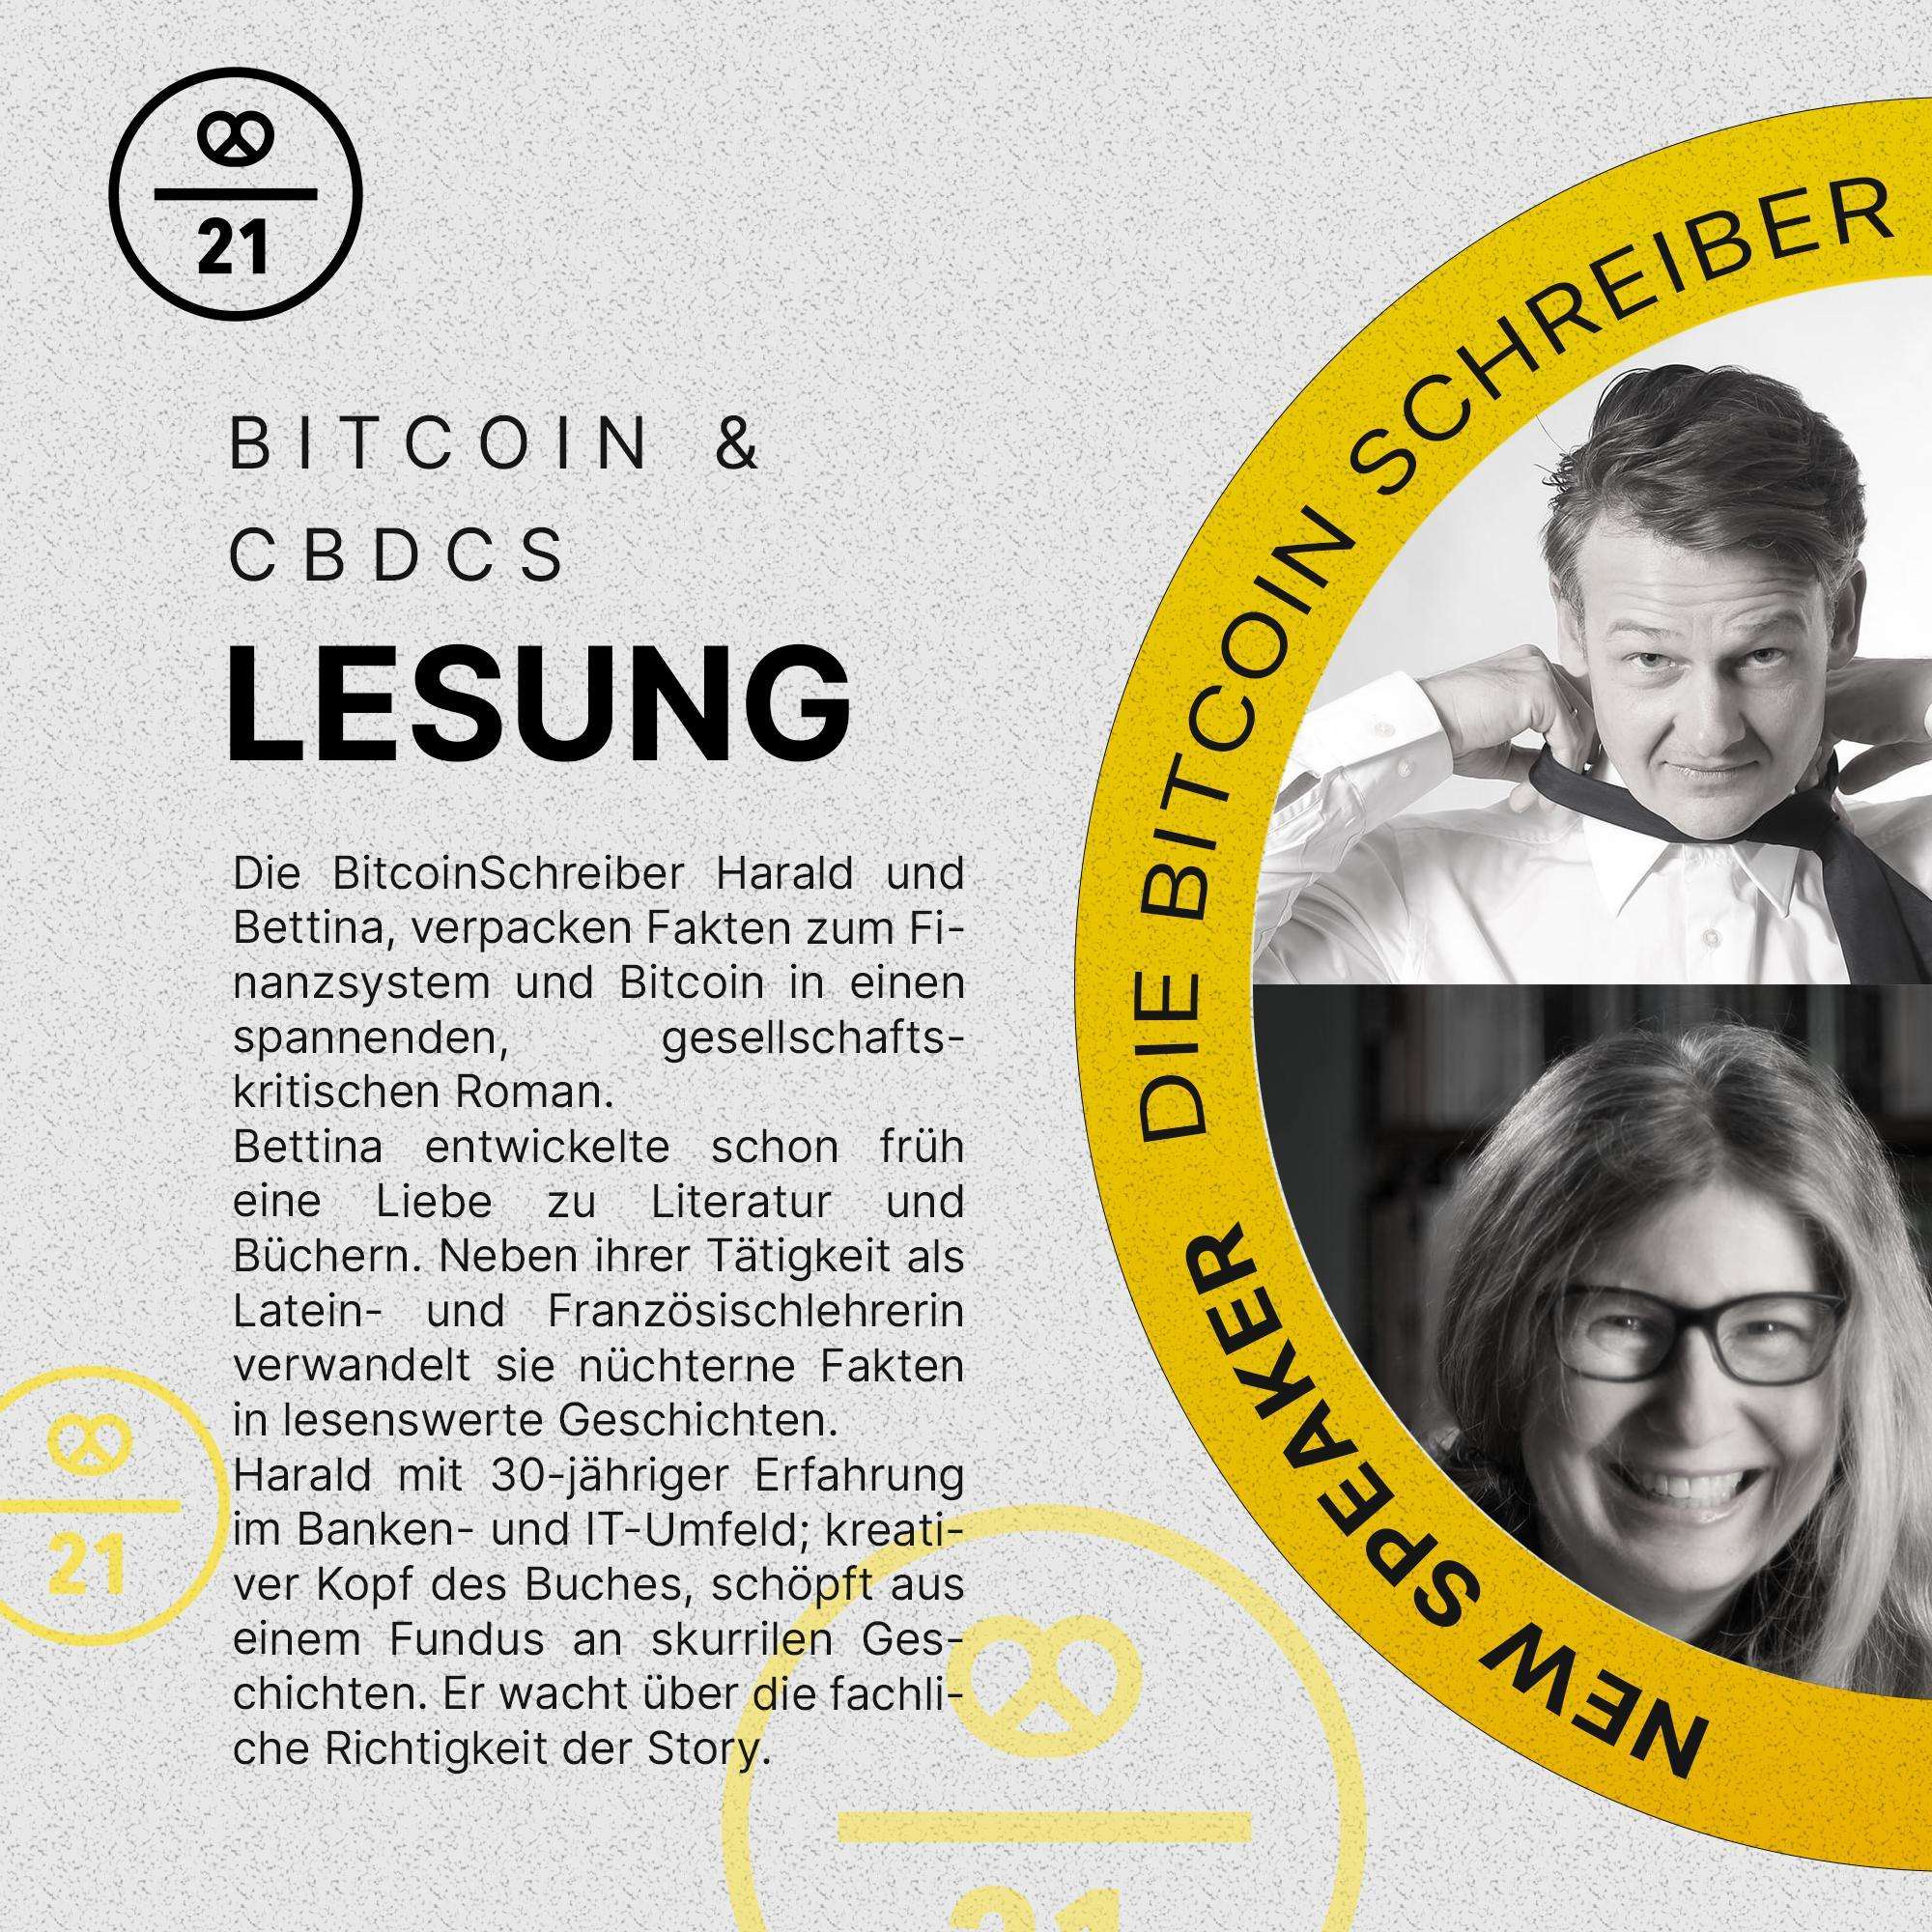 21
BITCOIN &
CBDCS
LESUNG
Die BitcoinSchreiber Harald und
Bettina, verpacken Fakten zum Fi-
nanzsystem und Bitcoin in einen
spannenden, gesellschafts-
kritischen Roman.
Bettina entwickelte schon früh
eine Liebe zu Literatur und
Büchern. Neben ihrer Tätigkeit als
Latein- und Französischlehrerin
verwandelt sie nüchterne Fakten
in lesenswerte Geschichten.
Harald mit 30-jähriger Erfahrung
im Banken- und IT-Umfeld; kreati-
ver Kopf des Buches, schöpft aus
einem Fundus an skurrilen Ges-
chichten. Er wacht über die fachli-
che Richtigkeit der Story.
NEW SPEAKER DIE BITCOIN SCHREIBER
21
21